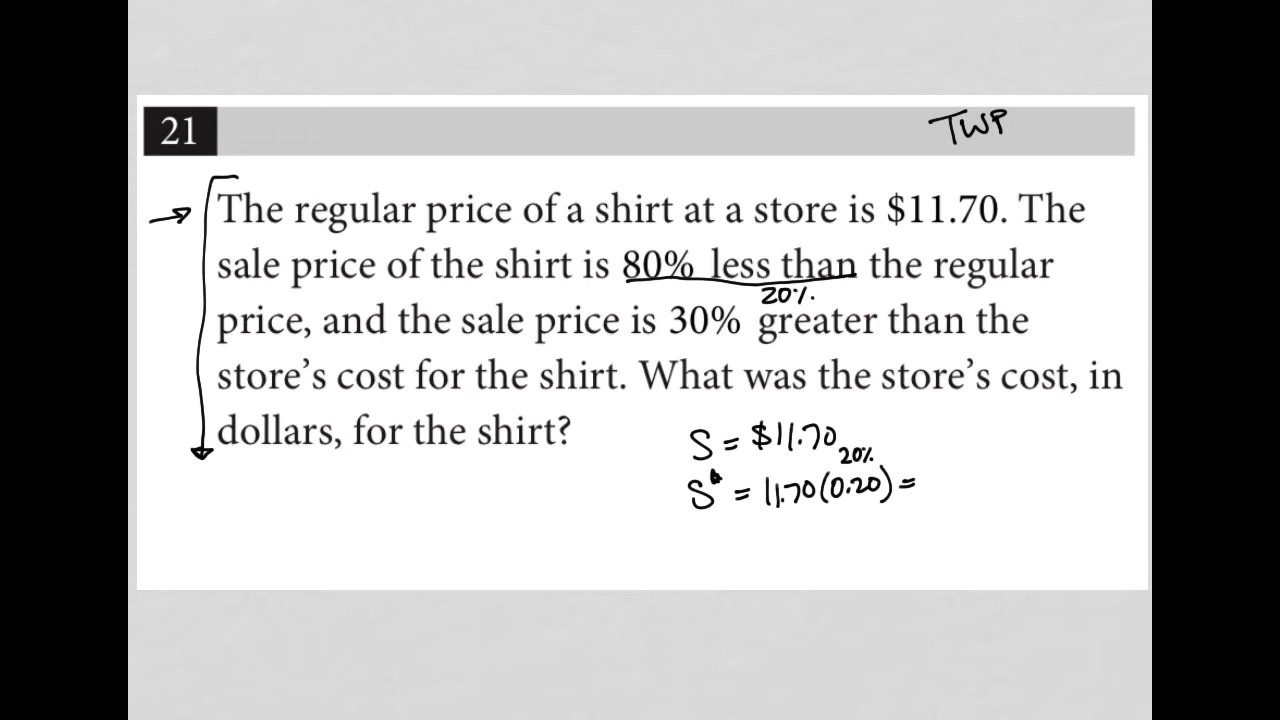 21
TWP
The regular price of a shirt at a store is $11.70. The
sale price of the shirt is 80% less than the regular
20%.
price, and the sale price is 30% greater than the
store’s cost for the shirt. What was the store’s cost, in
dollars, for the shirt?
S = $11.70
20%
S* = 11.70(0.20) =